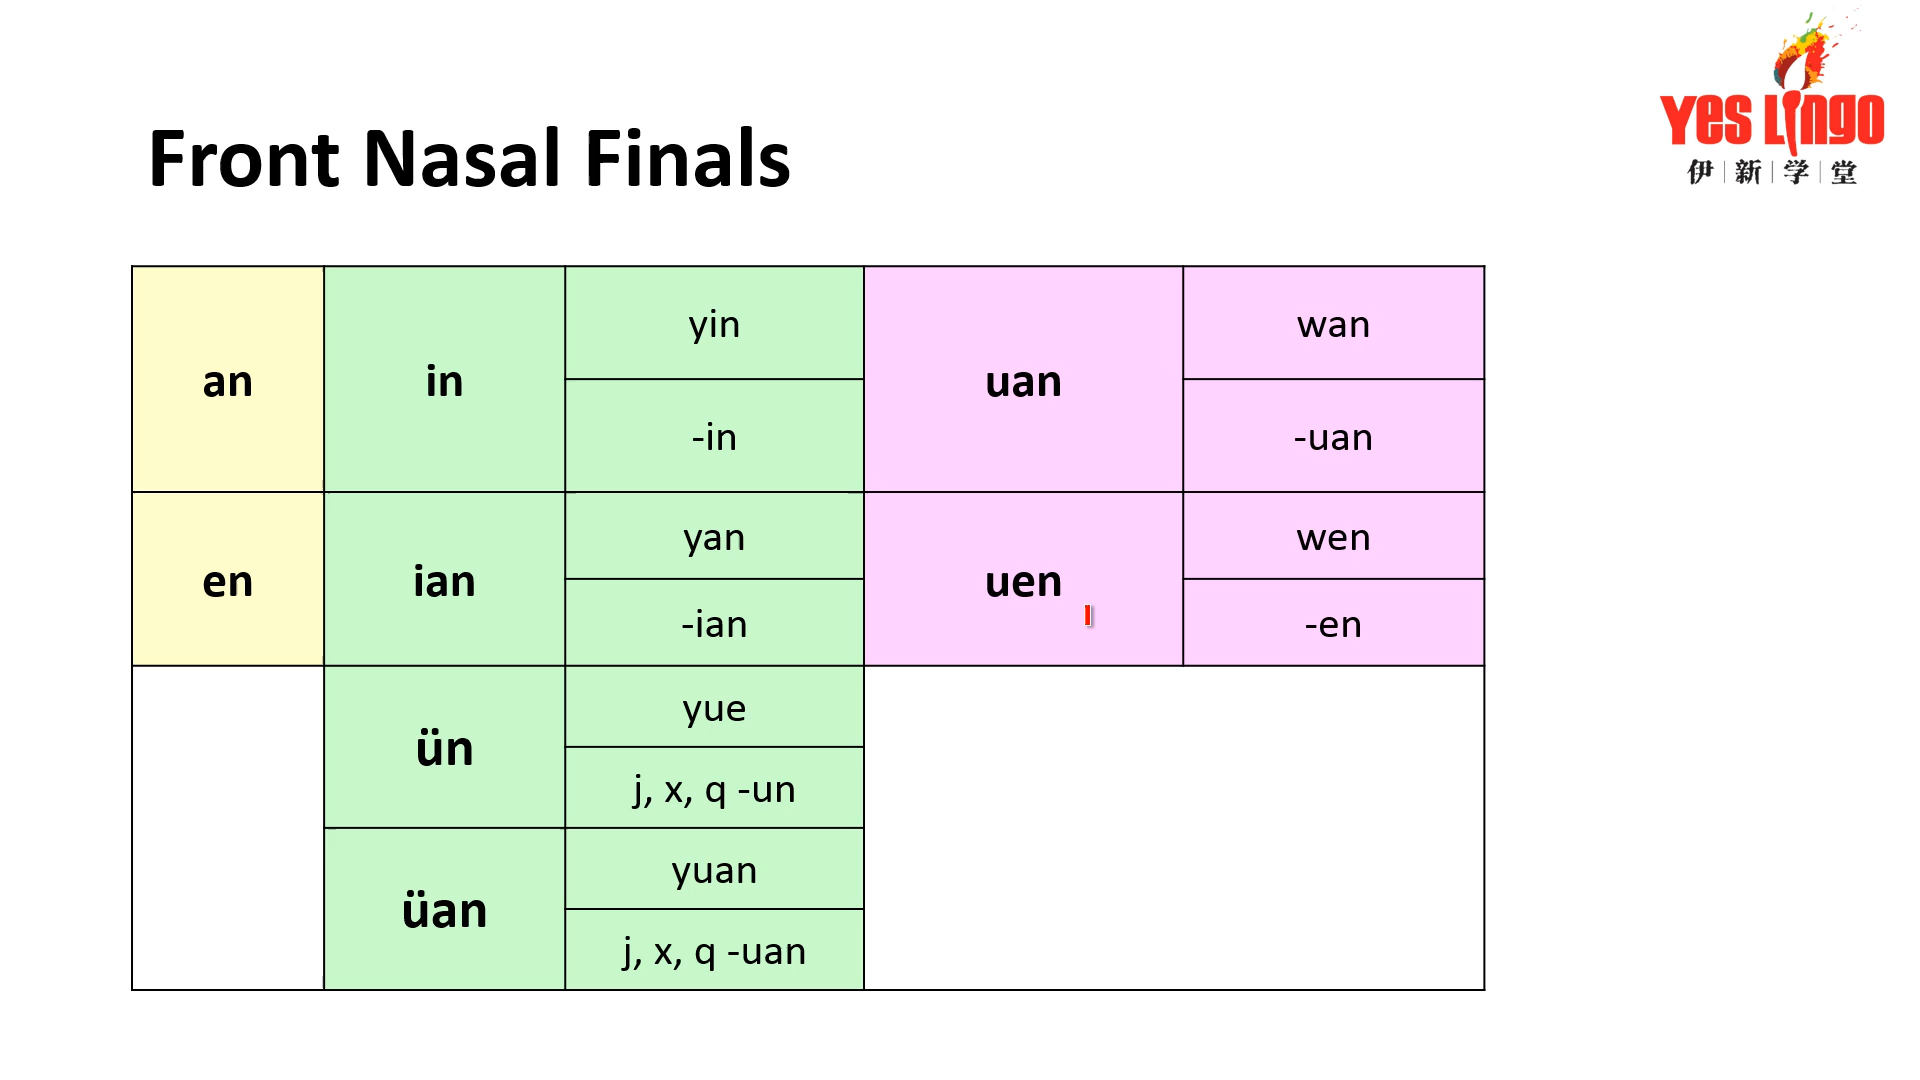 Yes Lingo
伊|新|学|堂
Front Nasal Finals
an
in
yin
-in
uan
wan
-uan
en
ian
yan
-ian
uen
wen
-en
ün
yue
j, x, q -un
üan
yuan
j, x, q -uan